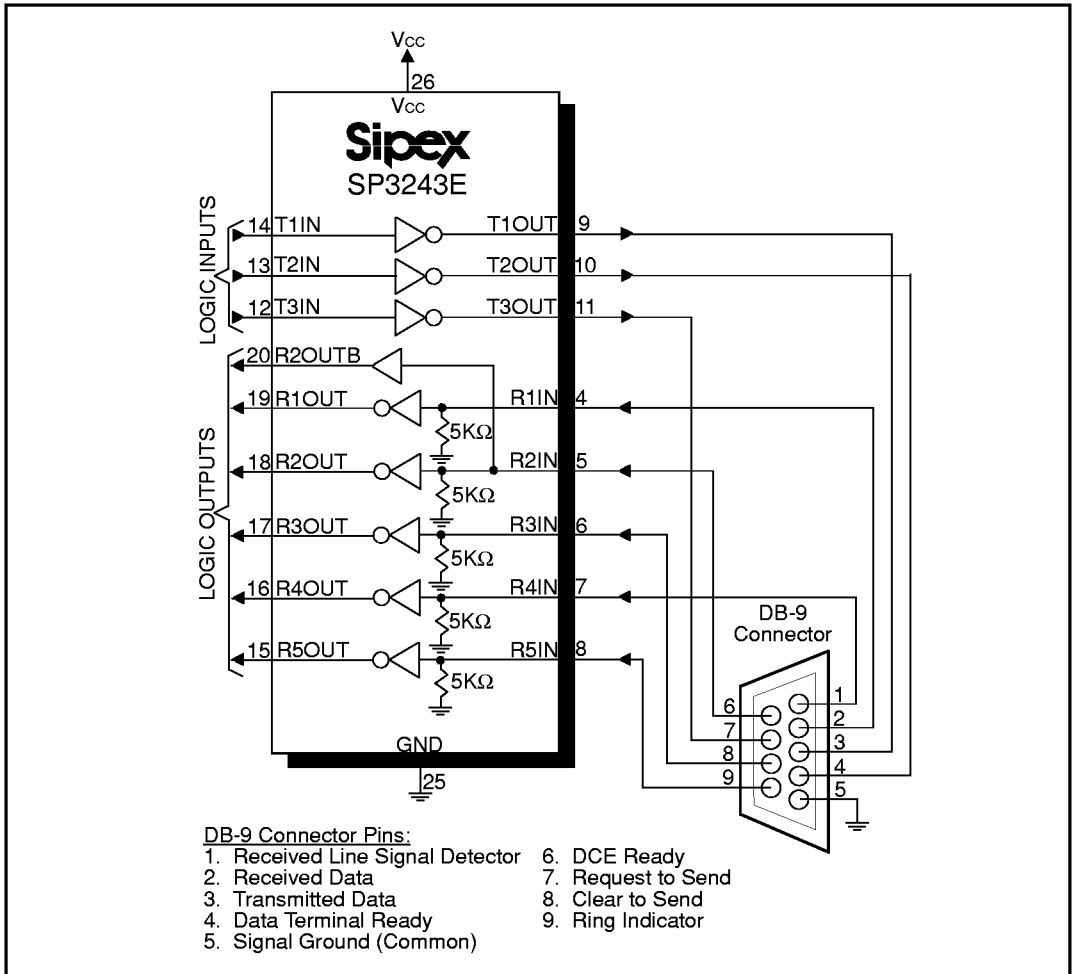 VCC
26
VCC
Sipex
SP3243E
LOGIC INPUTS
14 T1IN T1OUT 9
13 T2IN T2OUT 10
12 T3IN T3OUT 11
LOGIC OUTPUTS
20 R2OUTB
19 R1OUT R1IN 4
5KΩ
18 R2OUT R2IN 5
5KΩ
17 R3OUT R3IN 6
5KΩ
16 R4OUT R4IN 7
5KΩ
15 R5OUT R5IN 8
5KΩ
GND
25
DB-9
Connector
6
7
8
9
1
2
3
4
5
DB-9 Connector Pins:
1. Received Line Signal Detector
2. Received Data
3. Transmitted Data
4. Data Terminal Ready
5. Signal Ground (Common)
6. DCE Ready
7. Request to Send
8. Clear to Send
9. Ring Indicator